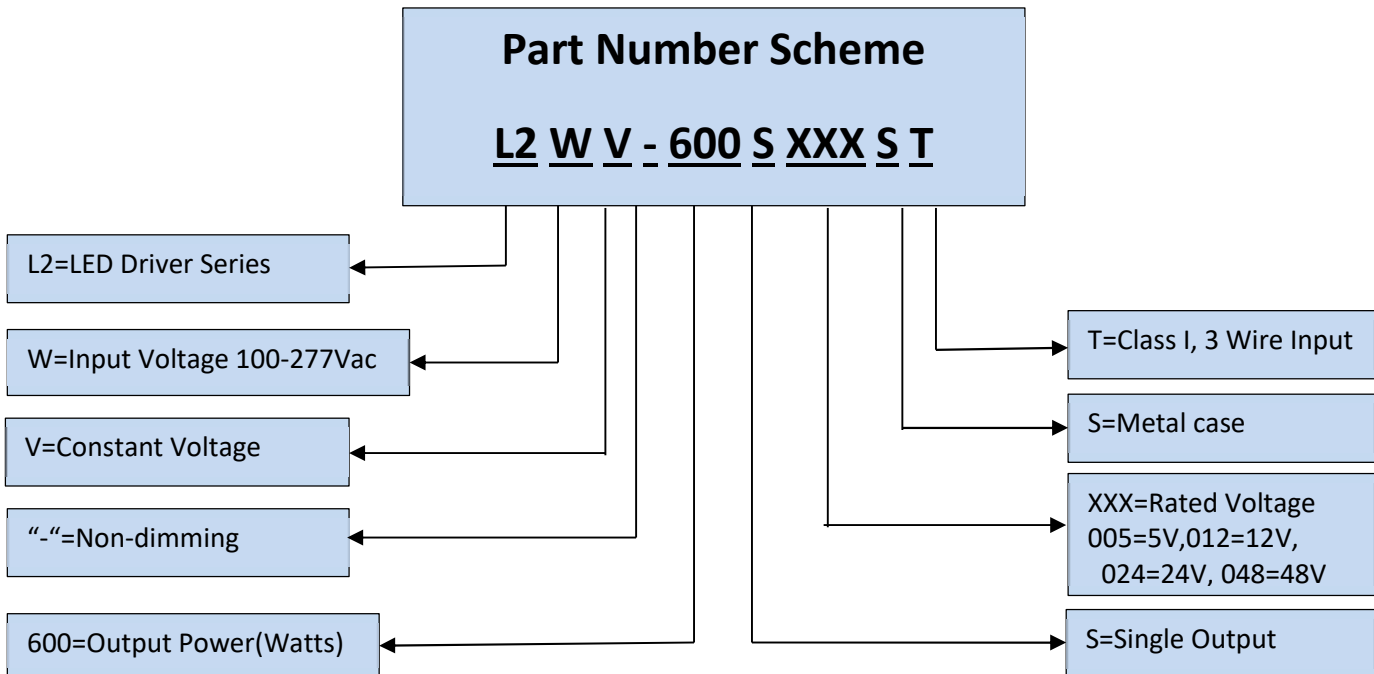 Part Number Scheme
L2 W V - 600 S XXX S T
L2=LED Driver Series
W=Input Voltage 100-277Vac
V=Constant Voltage
“-“=Non-dimming
600=Output Power(Watts)
T=Class I, 3 Wire Input
S=Metal case
XXX=Rated Voltage
005=5V,012=12V,
024=24V, 048=48V
S=Single Output